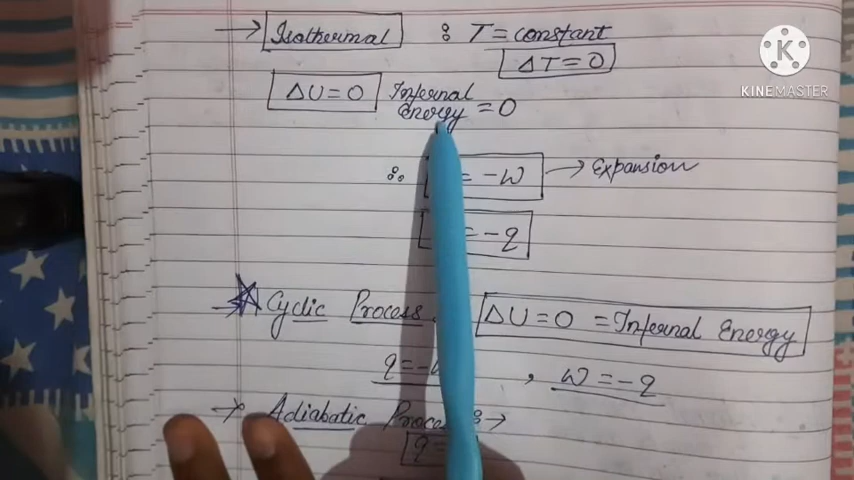 → Isothermal : T = constant
ΔT = 0
ΔU = 0 Internal Energy = 0
∴ = -W → Expansion
= -q
Cyclic Process ΔU = 0 = Internal Energy
q = -W , W = -q
→ Adiabatic Process : →
q =
K
KINEMASTER